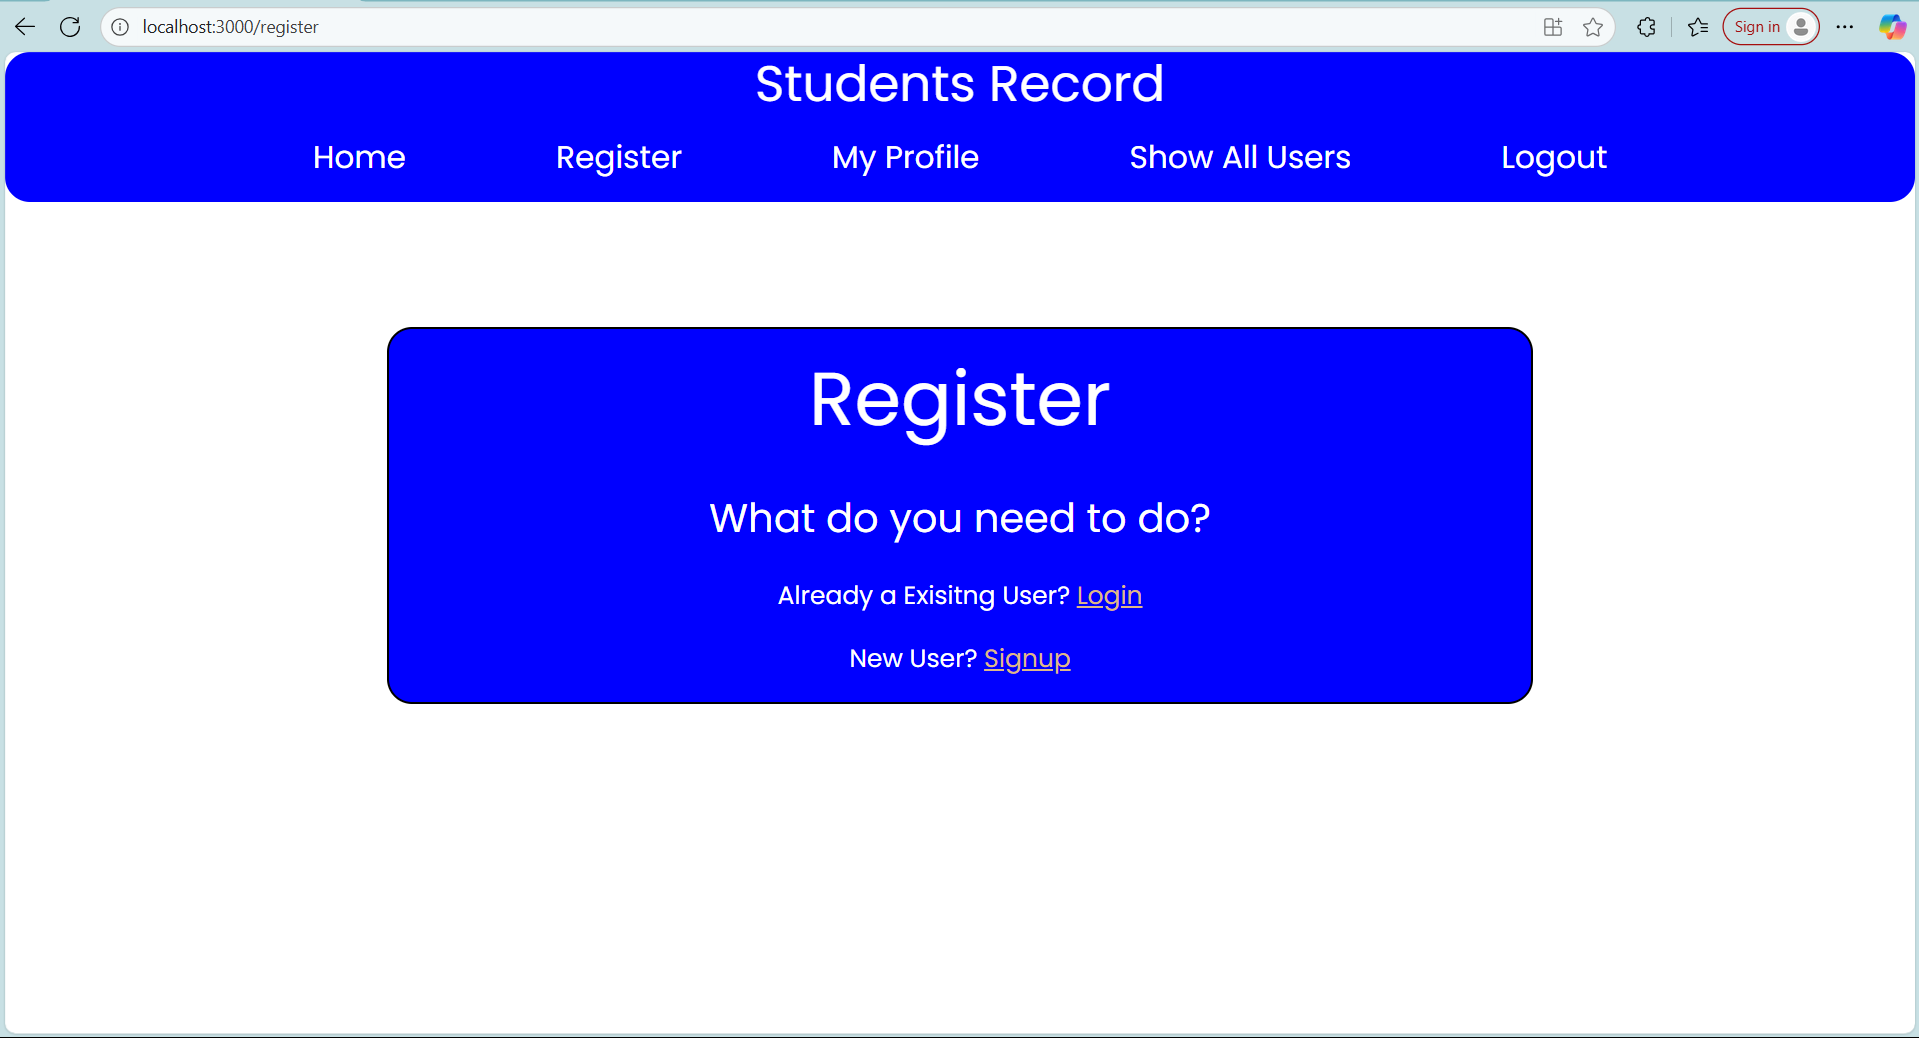 localhost:3000/register
Sign in
Students Record
Home Register My Profile Show All Users Logout
Register
What do you need to do?
Already a Exisitng User? Login
New User? Signup